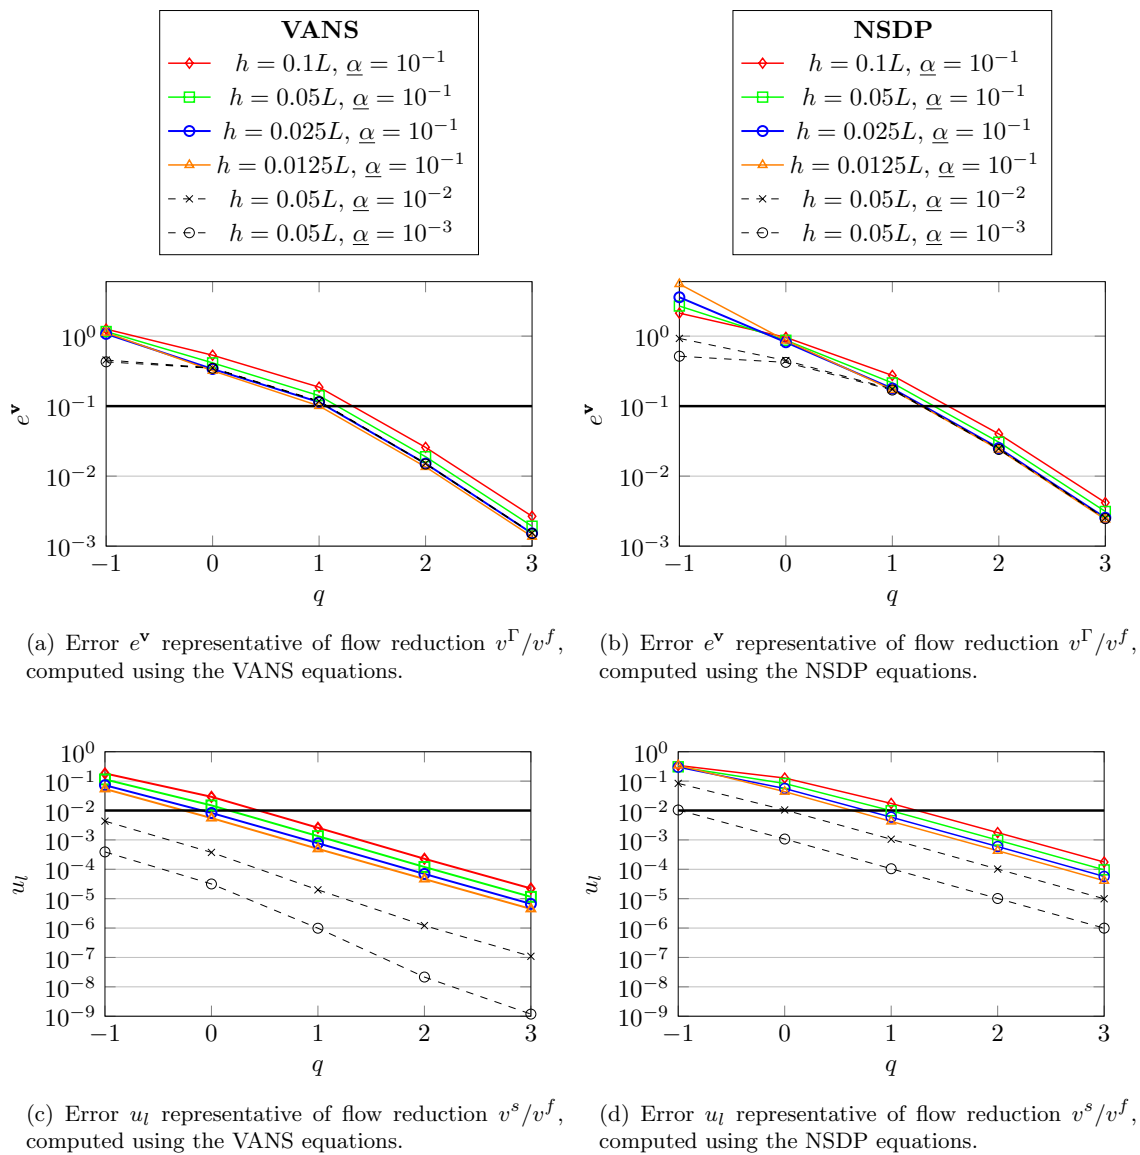 VANS
h = 0.1L, α = 10⁻¹
h = 0.05L, α = 10⁻¹
h = 0.025L, α = 10⁻¹
h = 0.0125L, α = 10⁻¹
h = 0.05L, α = 10⁻²
h = 0.05L, α = 10⁻³
NSDP
h = 0.1L, α = 10⁻¹
h = 0.05L, α = 10⁻¹
h = 0.025L, α = 10⁻¹
h = 0.0125L, α = 10⁻¹
h = 0.05L, α = 10⁻²
h = 0.05L, α = 10⁻³
10⁰
10⁻¹
10⁻²
10⁻³
eᵛ
−1 0 1 2 3
q
(a) Error eᵛ representative of flow reduction v^Γ/v^f,
computed using the VANS equations.
10⁰
10⁻¹
10⁻²
10⁻³
eᵛ
−1 0 1 2 3
q
(b) Error eᵛ representative of flow reduction v^Γ/v^f,
computed using the NSDP equations.
10⁰
10⁻¹
10⁻²
10⁻³
10⁻⁴
10⁻⁵
10⁻⁶
10⁻⁷
10⁻⁸
10⁻⁹
u_l
−1 0 1 2 3
q
(c) Error u_l representative of flow reduction v^s/v^f,
computed using the VANS equations.
10⁰
10⁻¹
10⁻²
10⁻³
10⁻⁴
10⁻⁵
10⁻⁶
10⁻⁷
10⁻⁸
10⁻⁹
u_l
−1 0 1 2 3
q
(d) Error u_l representative of flow reduction v^s/v^f,
computed using the NSDP equations.